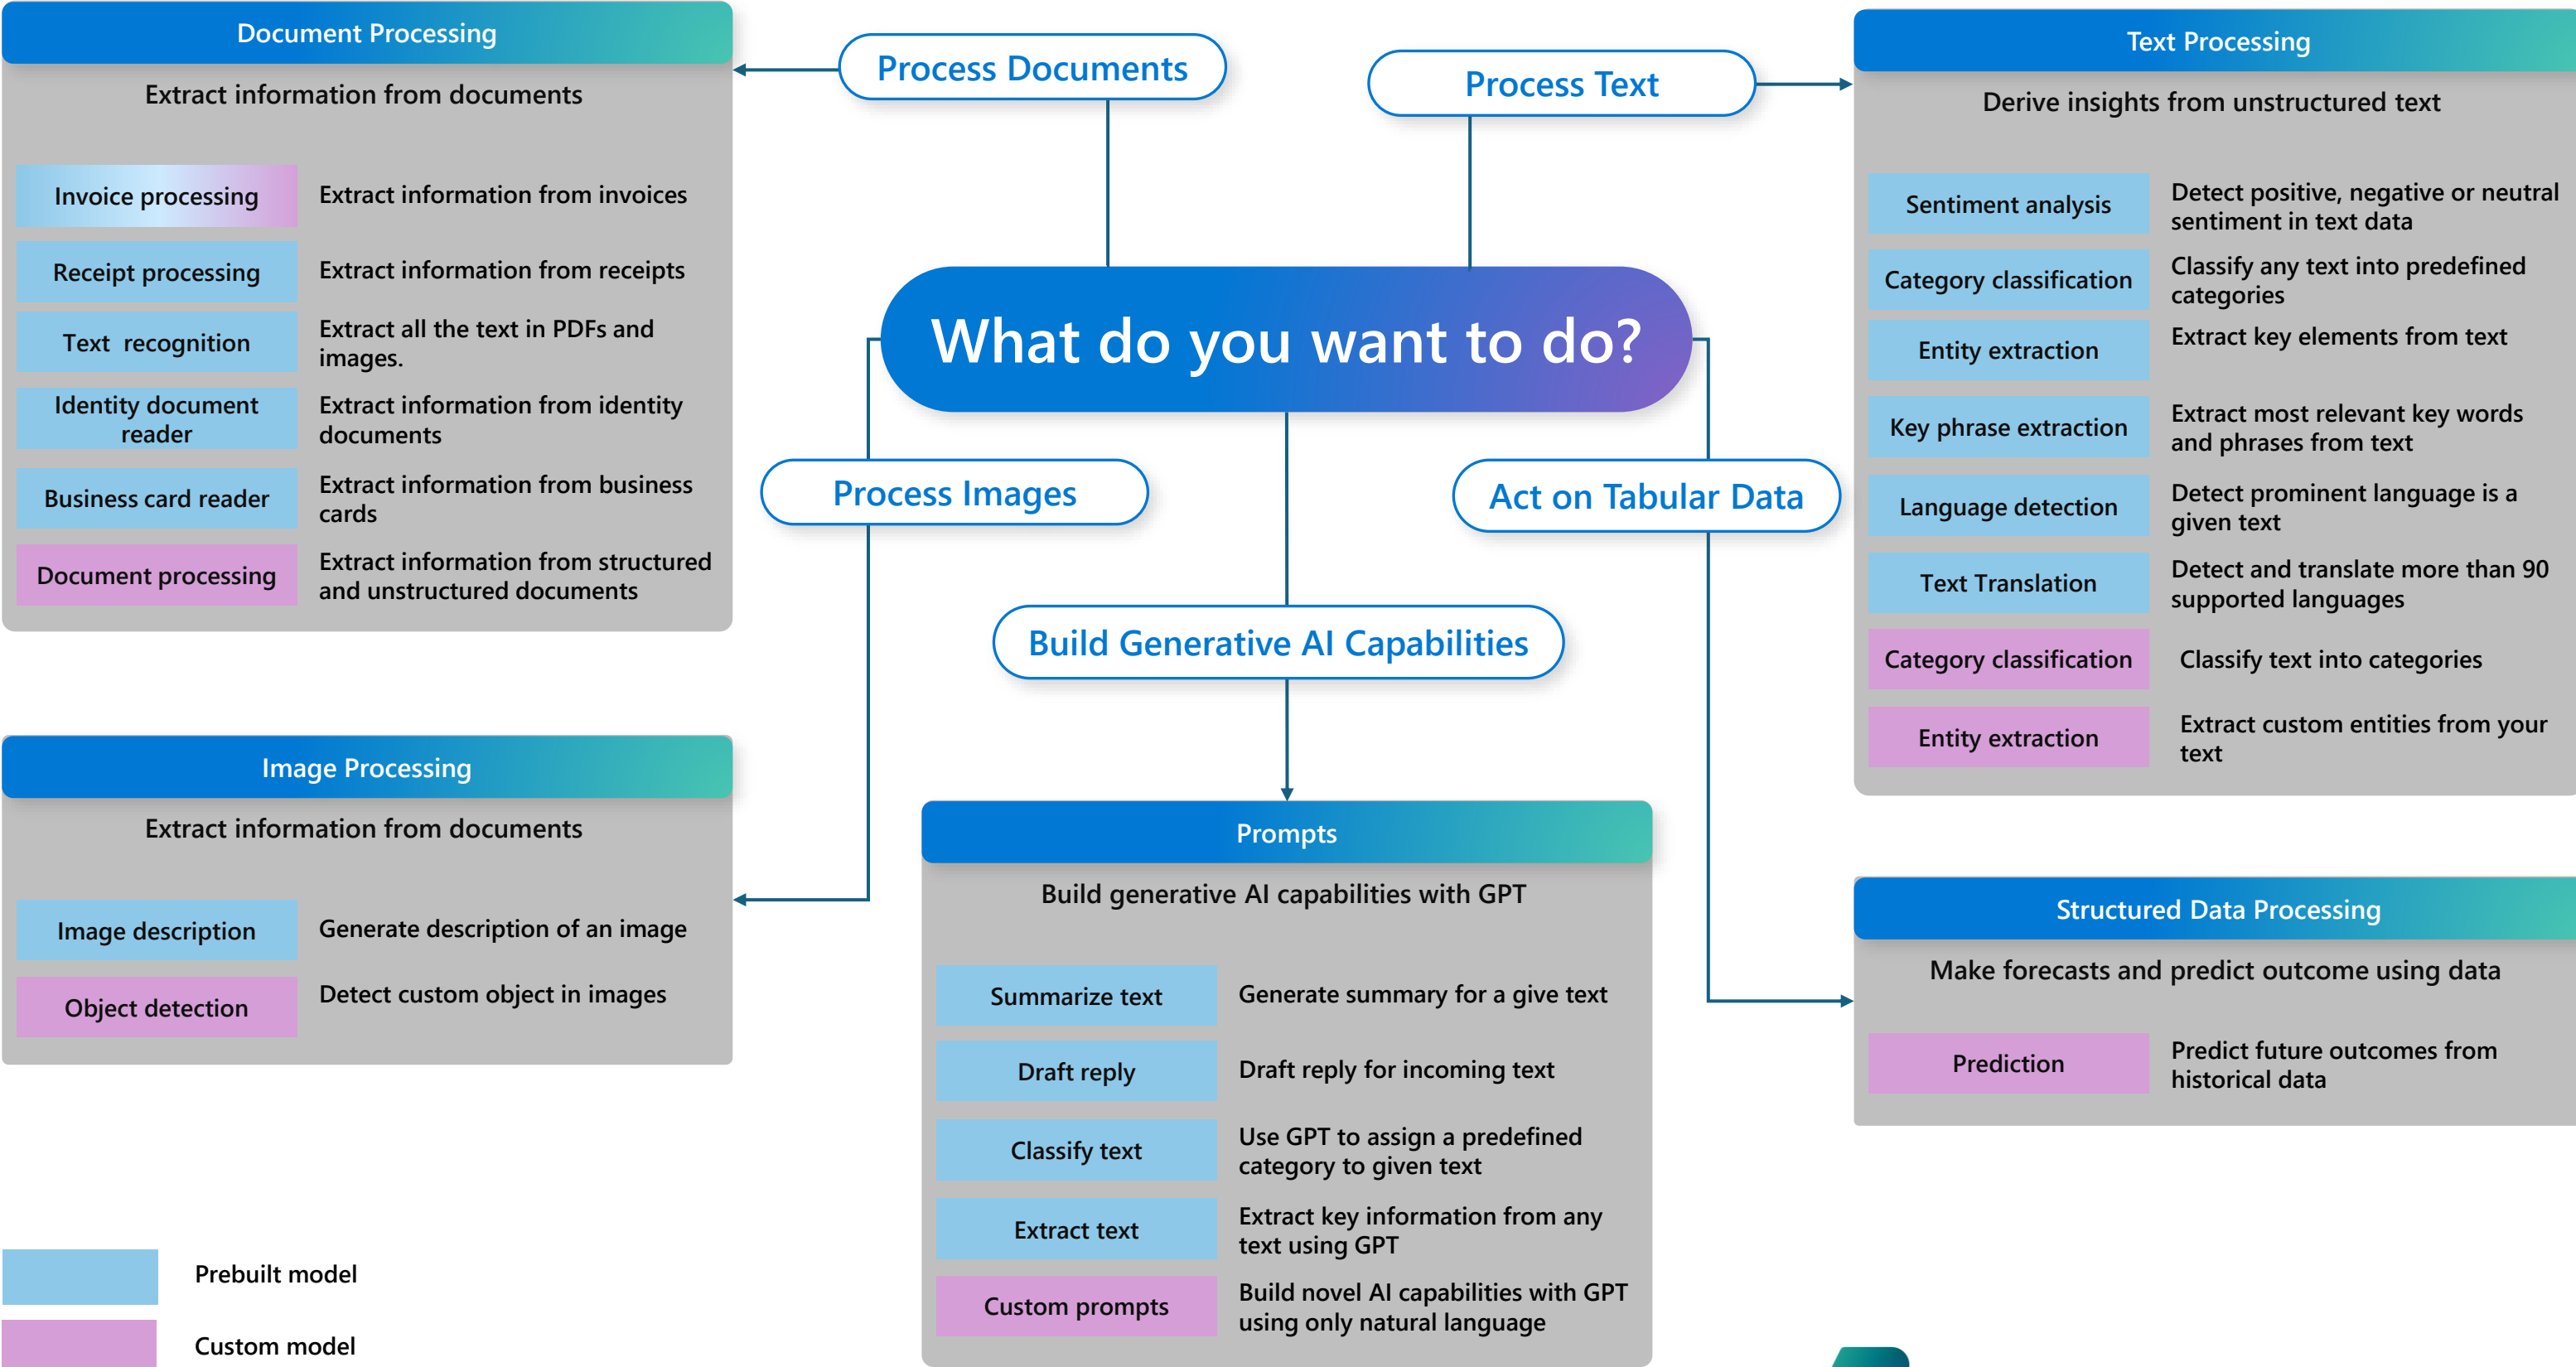 Document Processing
Extract information from documents
Invoice processing
Extract information from invoices
Receipt processing
Extract information from receipts
Text recognition
Extract all the text in PDFs and
images.
Identity document
reader
Extract information from identity
documents
Business card reader
Extract information from business
cards
Document processing
Extract information from structured
and unstructured documents
Process Documents
Process Text
What do you want to do?
Process Images
Act on Tabular Data
Build Generative AI Capabilities
Text Processing
Derive insights from unstructured text
Sentiment analysis
Detect positive, negative or neutral
sentiment in text data
Category classification
Classify any text into predefined
categories
Entity extraction
Extract key elements from text
Key phrase extraction
Extract most relevant key words
and phrases from text
Language detection
Detect prominent language is a
given text
Text Translation
Detect and translate more than 90
supported languages
Category classification
Classify text into categories
Entity extraction
Extract custom entities from your
text
Image Processing
Extract information from documents
Image description
Generate description of an image
Object detection
Detect custom object in images
Prompts
Build generative AI capabilities with GPT
Summarize text
Generate summary for a give text
Draft reply
Draft reply for incoming text
Classify text
Use GPT to assign a predefined
category to given text
Extract text
Extract key information from any
text using GPT
Custom prompts
Build novel AI capabilities with GPT
using only natural language
Structured Data Processing
Make forecasts and predict outcome using data
Prediction
Predict future outcomes from
historical data
Prebuilt model
Custom model